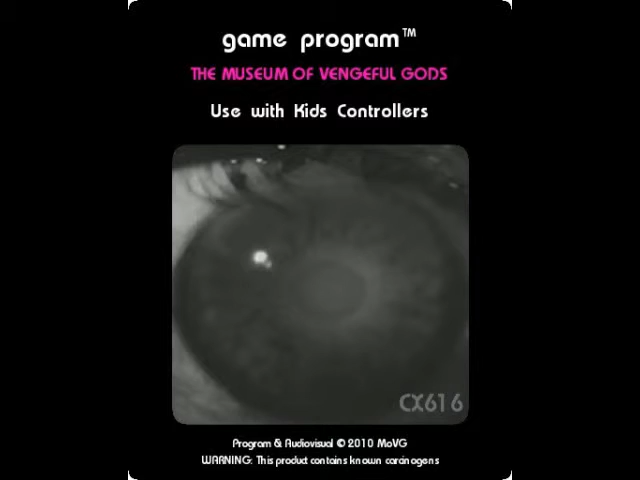 game program™
THE MUSEUM OF VENGEFUL GODS
Use with Kids Controllers
CX616
Program & Audiovisual © 2010 MoVG
WARNING: This product contains known carcinogens